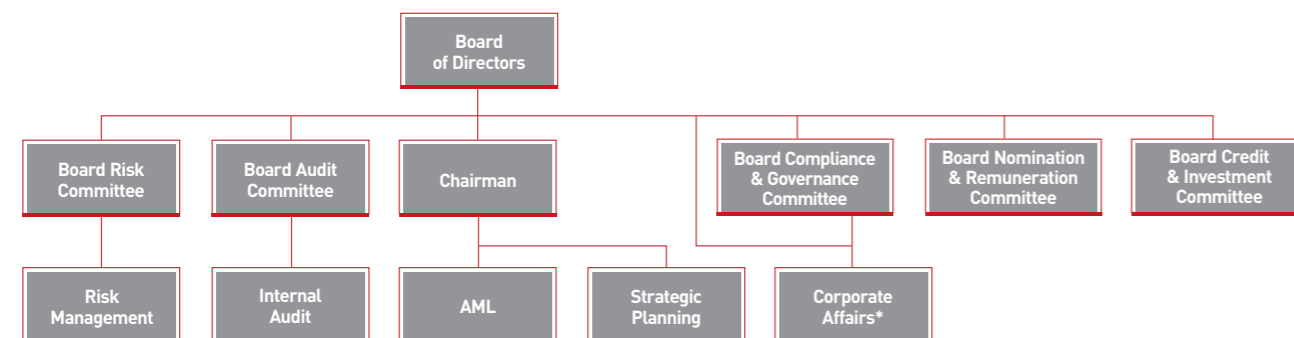 Board
of Directors
Board Risk
Committee
Board Audit
Committee
Chairman
Board Compliance
& Governance
Committee
Board Nomination
& Remuneration
Committee
Board Credit
& Investment
Committee
Risk
Management
Internal
Audit
AML
Strategic
Planning
Corporate
Affairs*